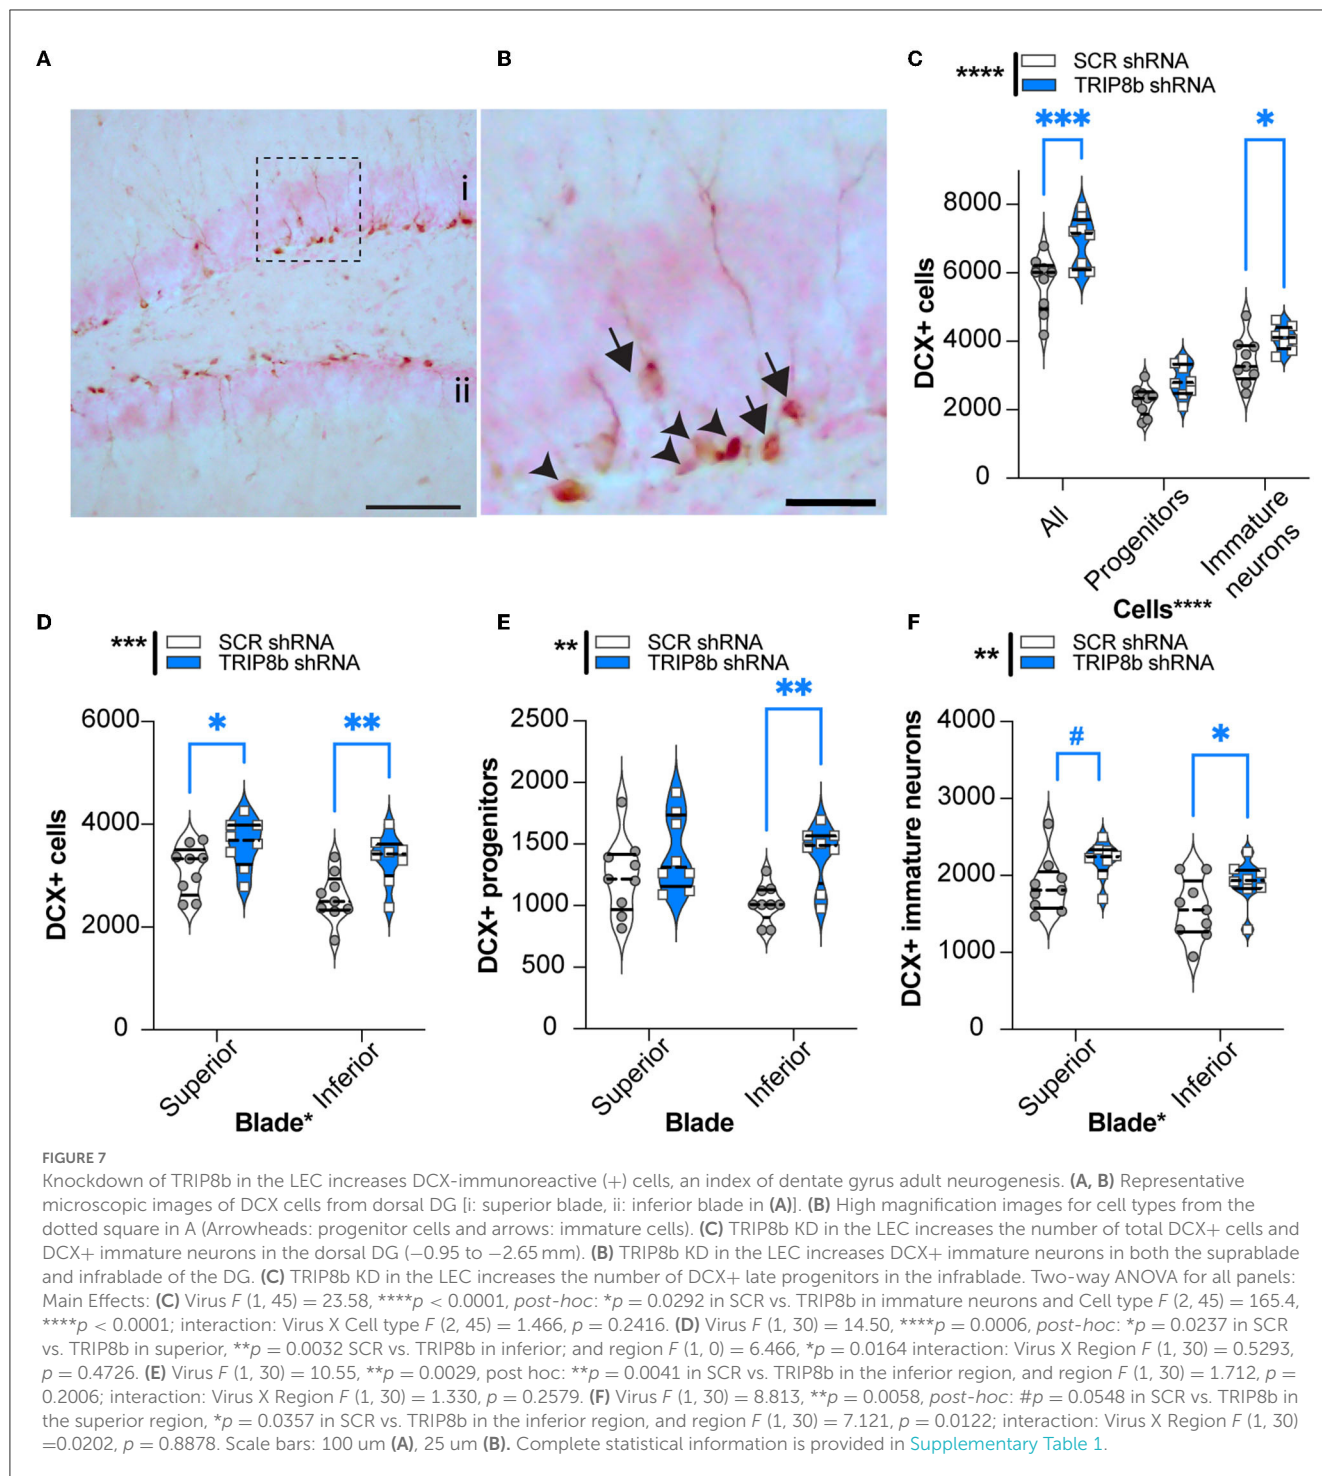 A
B
C
SCR shRNA
TRIP8b shRNA
****
***
*
i
ii
DCX+ cells
8000
6000
4000
2000
0
All
Progenitors
Immature
neurons
Cells****
D
***
SCR shRNA
TRIP8b shRNA
*
**
DCX+ cells
6000
4000
2000
0
Superior
Inferior
Blade*
E
**
SCR shRNA
TRIP8b shRNA
**
DCX+ progenitors
2500
2000
1500
1000
500
0
Superior
Inferior
Blade
F
**
SCR shRNA
TRIP8b shRNA
#
*
DCX+ immature neurons
4000
3000
2000
1000
0
Superior
Inferior
Blade*
FIGURE 7
Knockdown of TRIP8b in the LEC increases DCX-immunoreactive (+) cells, an index of dentate gyrus adult neurogenesis. (A, B) Representative
microscopic images of DCX cells from dorsal DG [i: superior blade, ii: inferior blade in (A)]. (B) High magnification images for cell types from the
dotted square in A (Arrowheads: progenitor cells and arrows: immature cells). (C) TRIP8b KD in the LEC increases the number of total DCX+ cells and
DCX+ immature neurons in the dorsal DG (−0.95 to −2.65 mm). (B) TRIP8b KD in the LEC increases DCX+ immature neurons in both the suprablade
and infrablade of the DG. (C) TRIP8b KD in the LEC increases the number of DCX+ late progenitors in the infrablade. Two-way ANOVA for all panels:
Main Effects: (C) Virus F (1, 45) = 23.58, ****p < 0.0001, post-hoc: *p = 0.0292 in SCR vs. TRIP8b in immature neurons and Cell type F (2, 45) = 165.4,
****p < 0.0001; interaction: Virus X Cell type F (2, 45) = 1.466, p = 0.2416. (D) Virus F (1, 30) = 14.50, ****p = 0.0006, post-hoc: *p = 0.0237 in SCR
vs. TRIP8b in superior, **p = 0.0032 SCR vs. TRIP8b in inferior; and region F (1, 0) = 6.466, *p = 0.0164 interaction: Virus X Region F (1, 30) = 0.5293,
p = 0.4726. (E) Virus F (1, 30) = 10.55, **p = 0.0029, post hoc: **p = 0.0041 in SCR vs. TRIP8b in the inferior region, and region F (1, 30) = 1.712, p =
0.2006; interaction: Virus X Region F (1, 30) = 1.330, p = 0.2579. (F) Virus F (1, 30) = 8.813, **p = 0.0058, post-hoc: #p = 0.0548 in SCR vs. TRIP8b in
the superior region, *p = 0.0357 in SCR vs. TRIP8b in the inferior region, and region F (1, 30) = 7.121, p = 0.0122; interaction: Virus X Region F (1, 30)
=0.0202, p = 0.8878. Scale bars: 100 um (A), 25 um (B). Complete statistical information is provided in Supplementary Table 1.